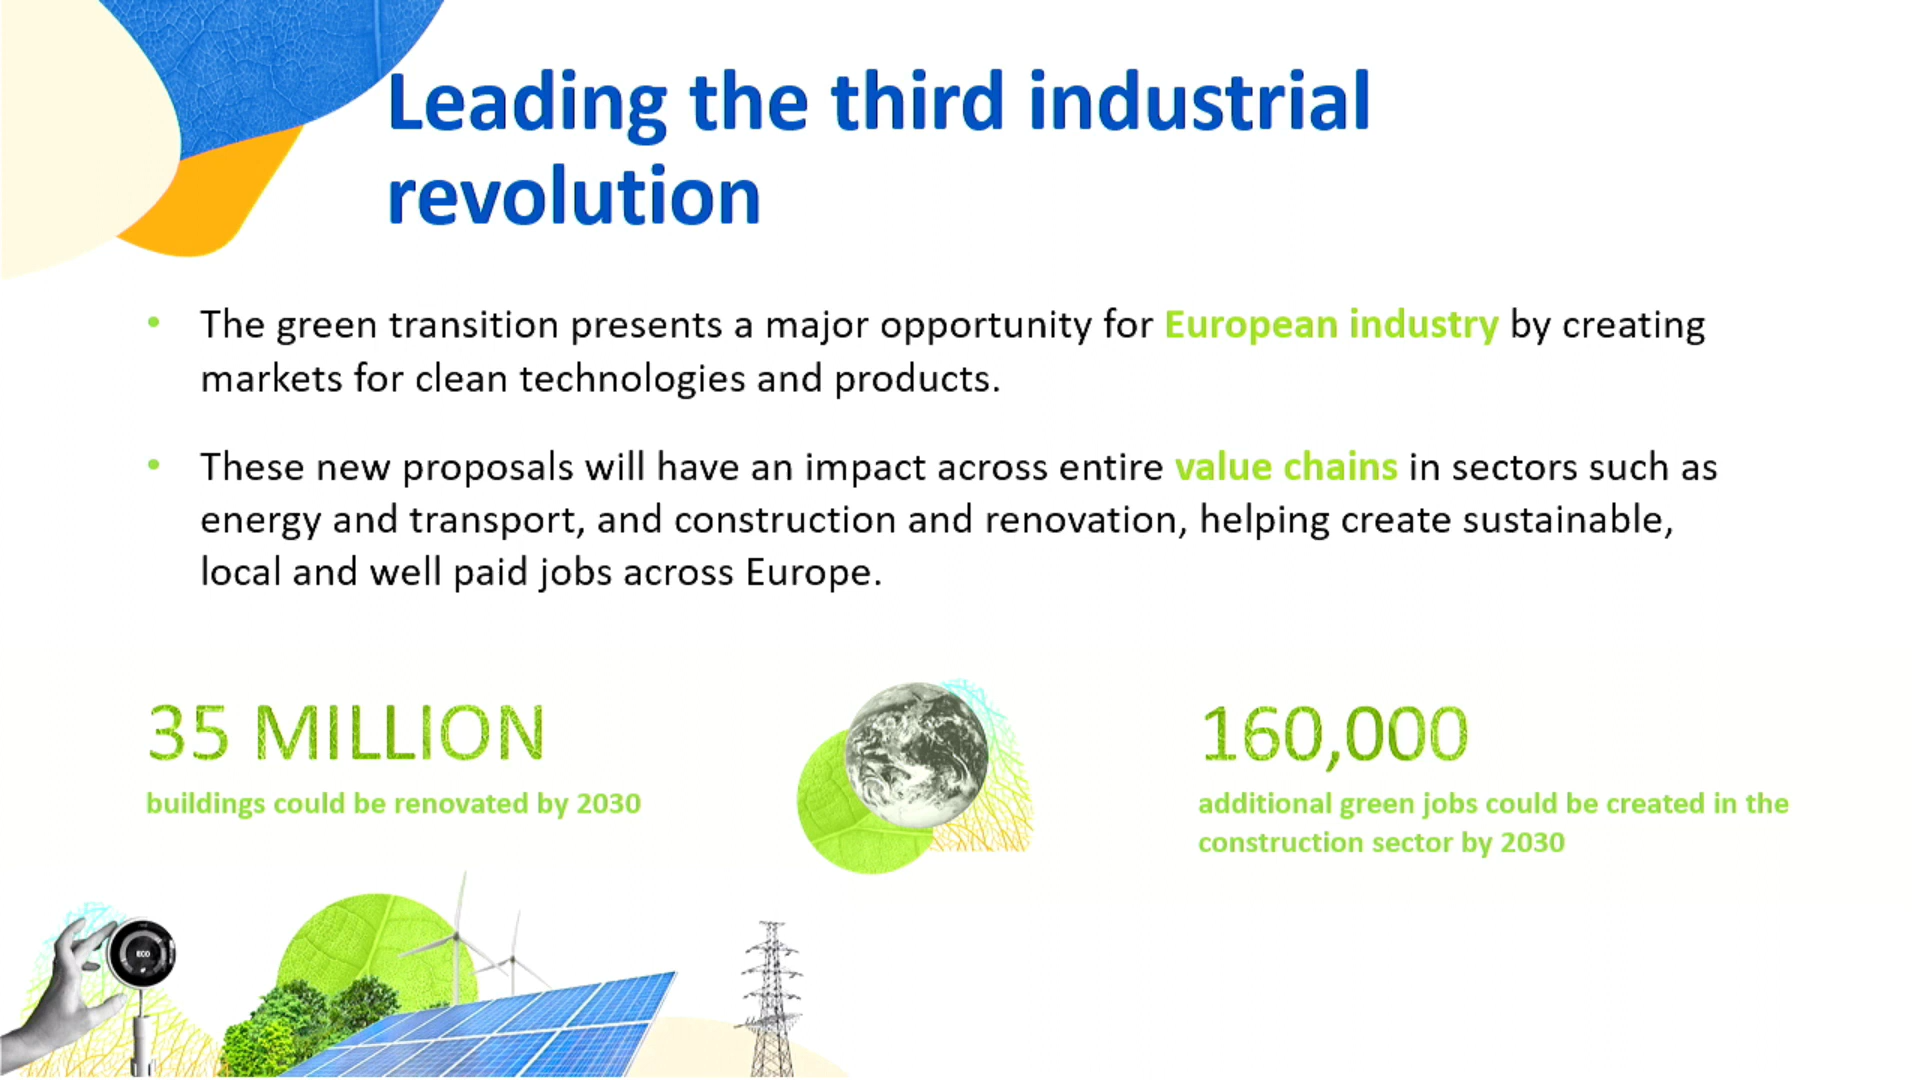 Leading the third industrial
revolution
• The green transition presents a major opportunity for European industry by creating
markets for clean technologies and products.
• These new proposals will have an impact across entire value chains in sectors such as
energy and transport, and construction and renovation, helping create sustainable,
local and well paid jobs across Europe.
35 MILLION
buildings could be renovated by 2030
160,000
additional green jobs could be created in the
construction sector by 2030
ECO